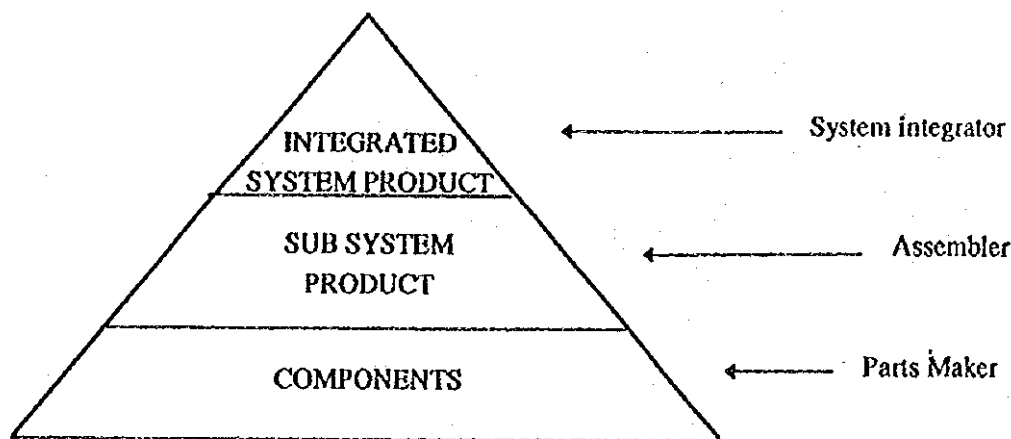 INTEGRATED
SYSTEM PRODUCT
System integrator
SUB SYSTEM
PRODUCT
Assembler
COMPONENTS
Parts Maker